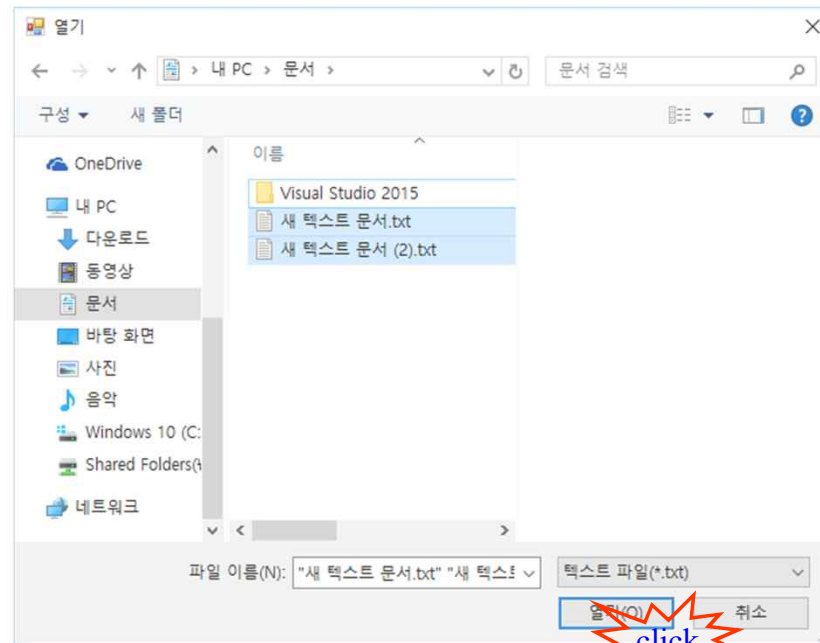 열기
내 PC > 문서 >
문서 검색
구성
새 폴더
이름
OneDrive
내 PC
다운로드
동영상
문서
바탕 화면
사진
음악
Windows 10 (C:
Shared Folders(
네트워크
Visual Studio 2015
새 텍스트 문서.txt
새 텍스트 문서 (2).txt
파일 이름(N):
"새 텍스트 문서.txt" "새 텍스
텍스트 파일(*.txt)
열기(O)
취소
click